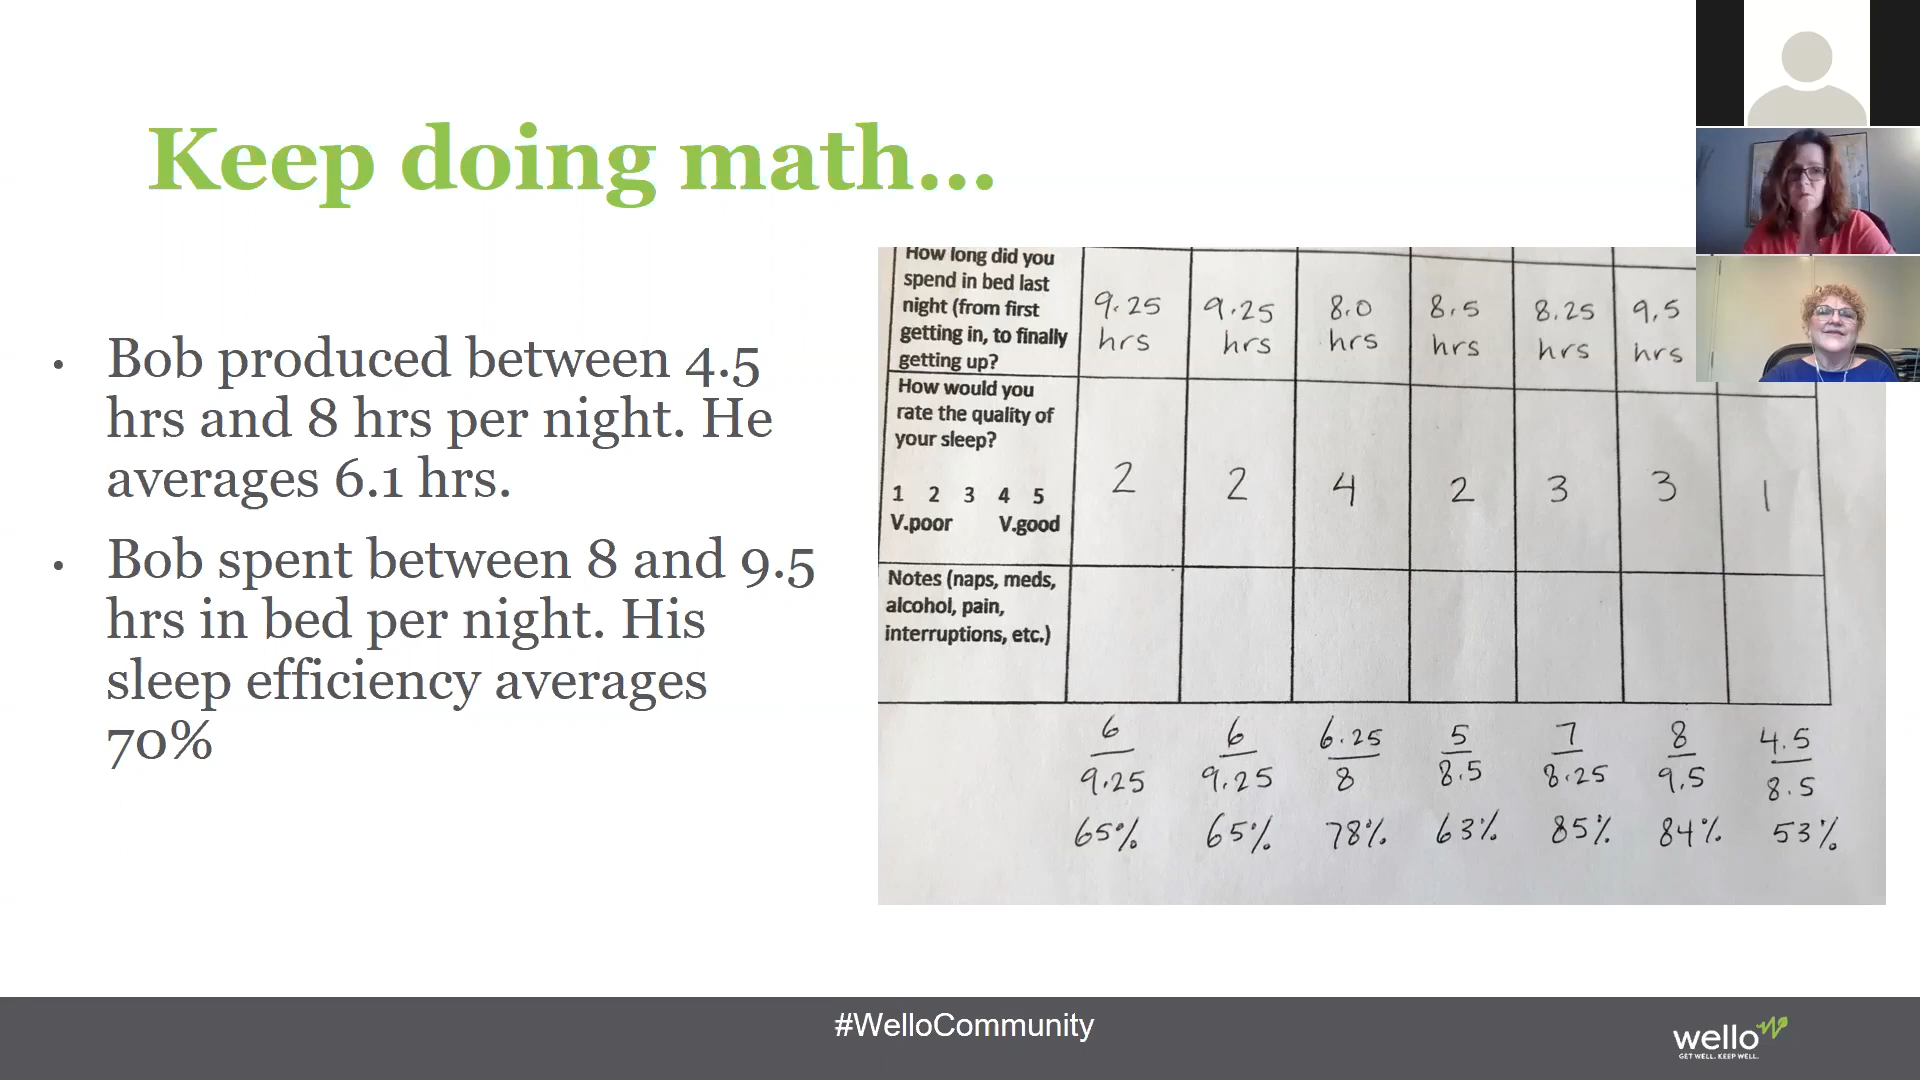 Keep doing math...
• Bob produced between 4.5
hrs and 8 hrs per night. He
averages 6.1 hrs.
• Bob spent between 8 and 9.5
hrs in bed per night. His
sleep efficiency averages
70%
How long did you
spend in bed last
night (from first
getting in, to finally
getting up?
9.25 hrs
9.25 hrs
8.0 hrs
8.5 hrs
8.25 hrs
9.5 hrs
How would you
rate the quality of
your sleep?
1 2 3 4 5
V.poor V.good
2 2 4 2 3 3 1
Notes (naps, meds,
alcohol, pain,
interruptions, etc.)
6 6 6.25 5 7 8 4.5
9.25 9.25 8 8.5 8.25 9.5 8.5
65% 65% 78% 63% 85% 84% 53%
#WelloCommunity
wello
GET WELL. KEEP WELL.